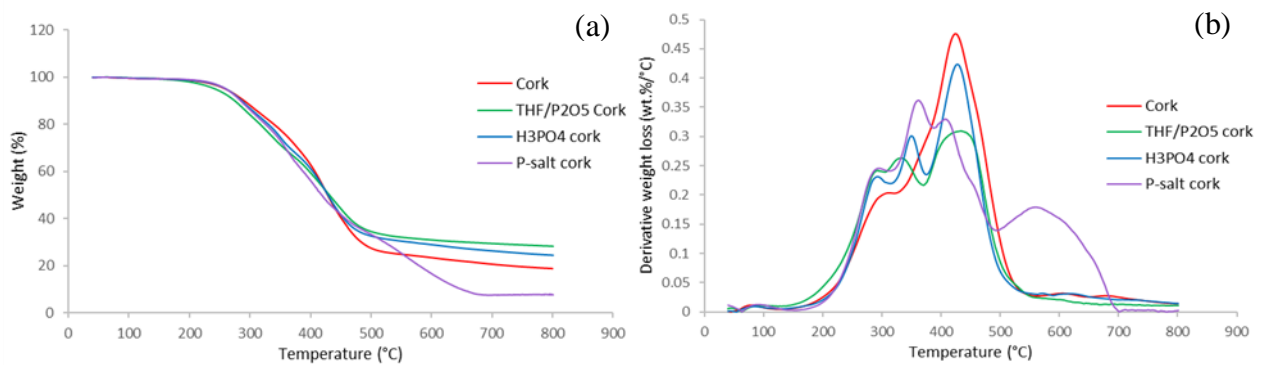 (a)
120
100
80
60
40
20
0
Weight (%)
0 100 200 300 400 500 600 700 800 900
Temperature (°C)
Cork
THF/P2O5 Cork
H3PO4 cork
P-salt cork
(b)
0.5
0.45
0.4
0.35
0.3
0.25
0.2
0.15
0.1
0.05
0
Derivative weight loss (wt.%/°C)
0 100 200 300 400 500 600 700 800 900
Temperature (°C)
Cork
THF/P2O5 cork
H3PO4 cork
P-salt cork